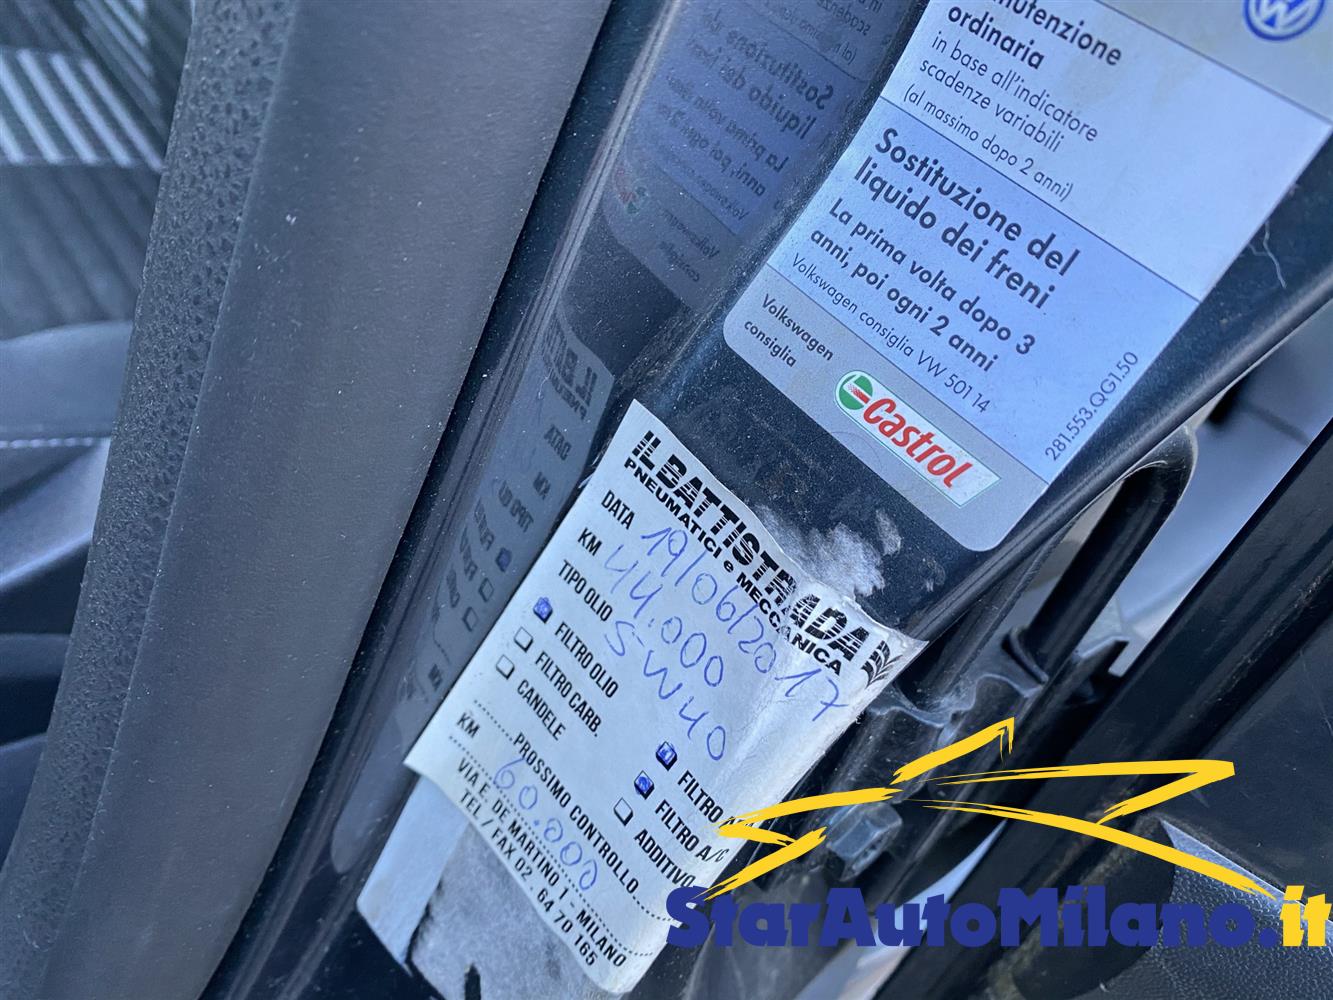 ordinaria
in base all'indicatore
scadenze variabili
(al massimo dopo 2 anni)
Sostituzione del
liquido dei freni
La prima volta dopo 3
anni, poi ogni 2 anni
Volkswagen consiglia VW 501 14
Volkswagen
consiglia
Castrol
281.553.QG1.50
IL BATTISTRADA
PNEUMATICI e MECCANICA
DATA 19/06/2017
KM 44.000
TIPO OLIO 5-W40
FILTRO OLIO
FILTRO CARB.
FILTRO A/C
CANDELE
ADDITIVO
PROSSIMO CONTROLLO
KM 60.000
VIA E. DE MARTINO 1 - MILANO
TEL / FAX 02. 64 70 165
StarAutoMilano.it